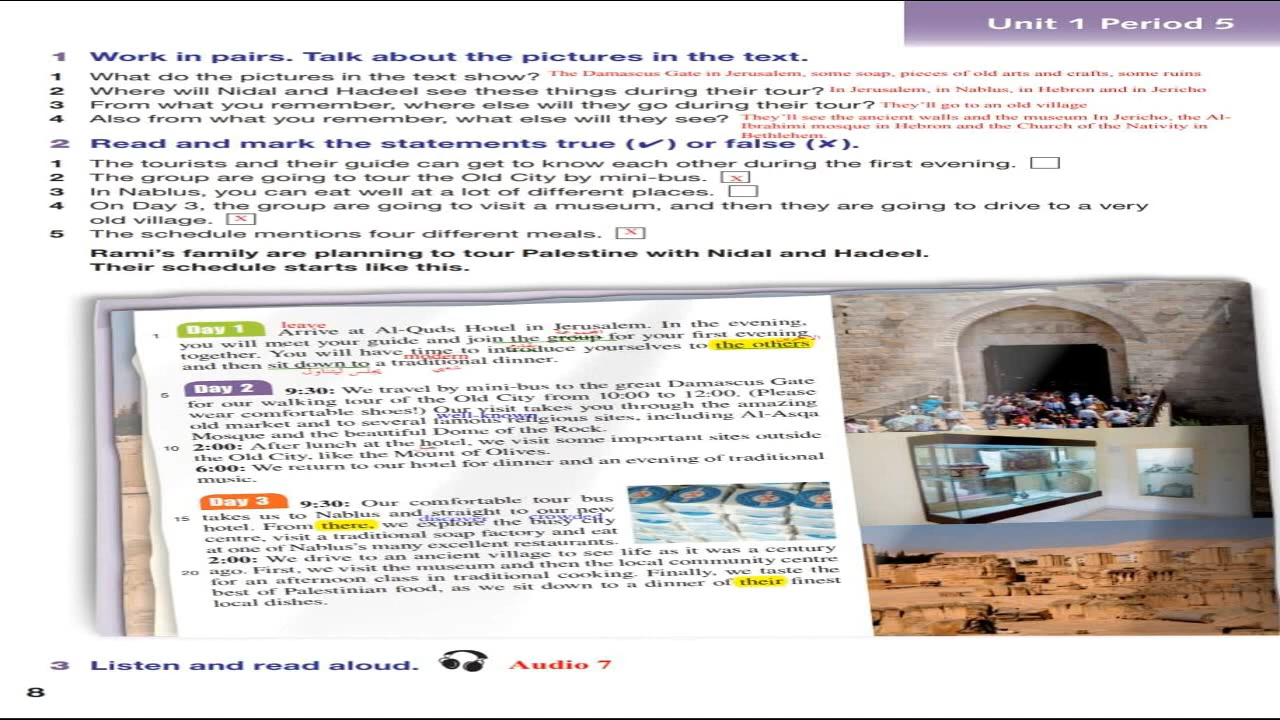 Unit 1 Period 5
1 Work in pairs. Talk about the pictures in the text.
1 What do the pictures in the text show? The Damascus Gate in Jerusalem, some soap, pieces of old arts and crafts, some ruins
2 Where will Nidal and Hadeel see these things during their tour? In Jerusalem, in Nablus, in Hebron and in Jericho
3 From what you remember, where else will they go during their tour? They'll go to an old village
4 Also from what you remember, what else will they see? They'll see the ancient walls and the museum In Jericho, the Al-
Ibrahimi mosque in Hebron and the Church of the Nativity in
Bethlehem.
2 Read and mark the statements true (✔) or false (✘).
1 The tourists and their guide can get to know each other during the first evening.
2 The group are going to tour the Old City by mini-bus. x
3 In Nablus, you can eat well at a lot of different places.
4 On Day 3, the group are going to visit a museum, and then they are going to drive to a very
old village. x
5 The schedule mentions four different meals. x
Rami's family are planning to tour Palestine with Nidal and Hadeel.
Their schedule starts like this.
leave
1 Day 1 Arrive at Al-Quds Hotel in Jerusalem. In the evening,
you will meet your guide and join the group for your first evening
together. You will have time to introduce yourselves to the others
modern
and then sit down to a traditional dinner.
5 Day 2 9:30: We travel by mini-bus to the great Damascus Gate
for our walking tour of the Old City from 10:00 to 12:00. (Please
wear comfortable shoes!) Our visit takes you through the amazing
well-known
old market and to several famous religious sites, including Al-Asqa
Mosque and the beautiful Dome of the Rock.
10 2:00: After lunch at the hotel, we visit some important sites outside
the Old City, like the Mount of Olives.
6:00: We return to our hotel for dinner and an evening of traditional
music.
Day 3 9:30: Our comfortable tour bus
15 takes us to Nablus and straight to our new
discover crowded
hotel. From there, we explore the busy city
centre, visit a traditional soap factory and eat
at one of Nablus's many excellent restaurants.
2:00: We drive to an ancient village to see life as it was a century
20 ago. First, we visit the museum and then the local community centre
for an afternoon class in traditional cooking. Finally, we taste the
best of Palestinian food, as we sit down to a dinner of their finest
local dishes.
3 Listen and read aloud. Audio 7
8